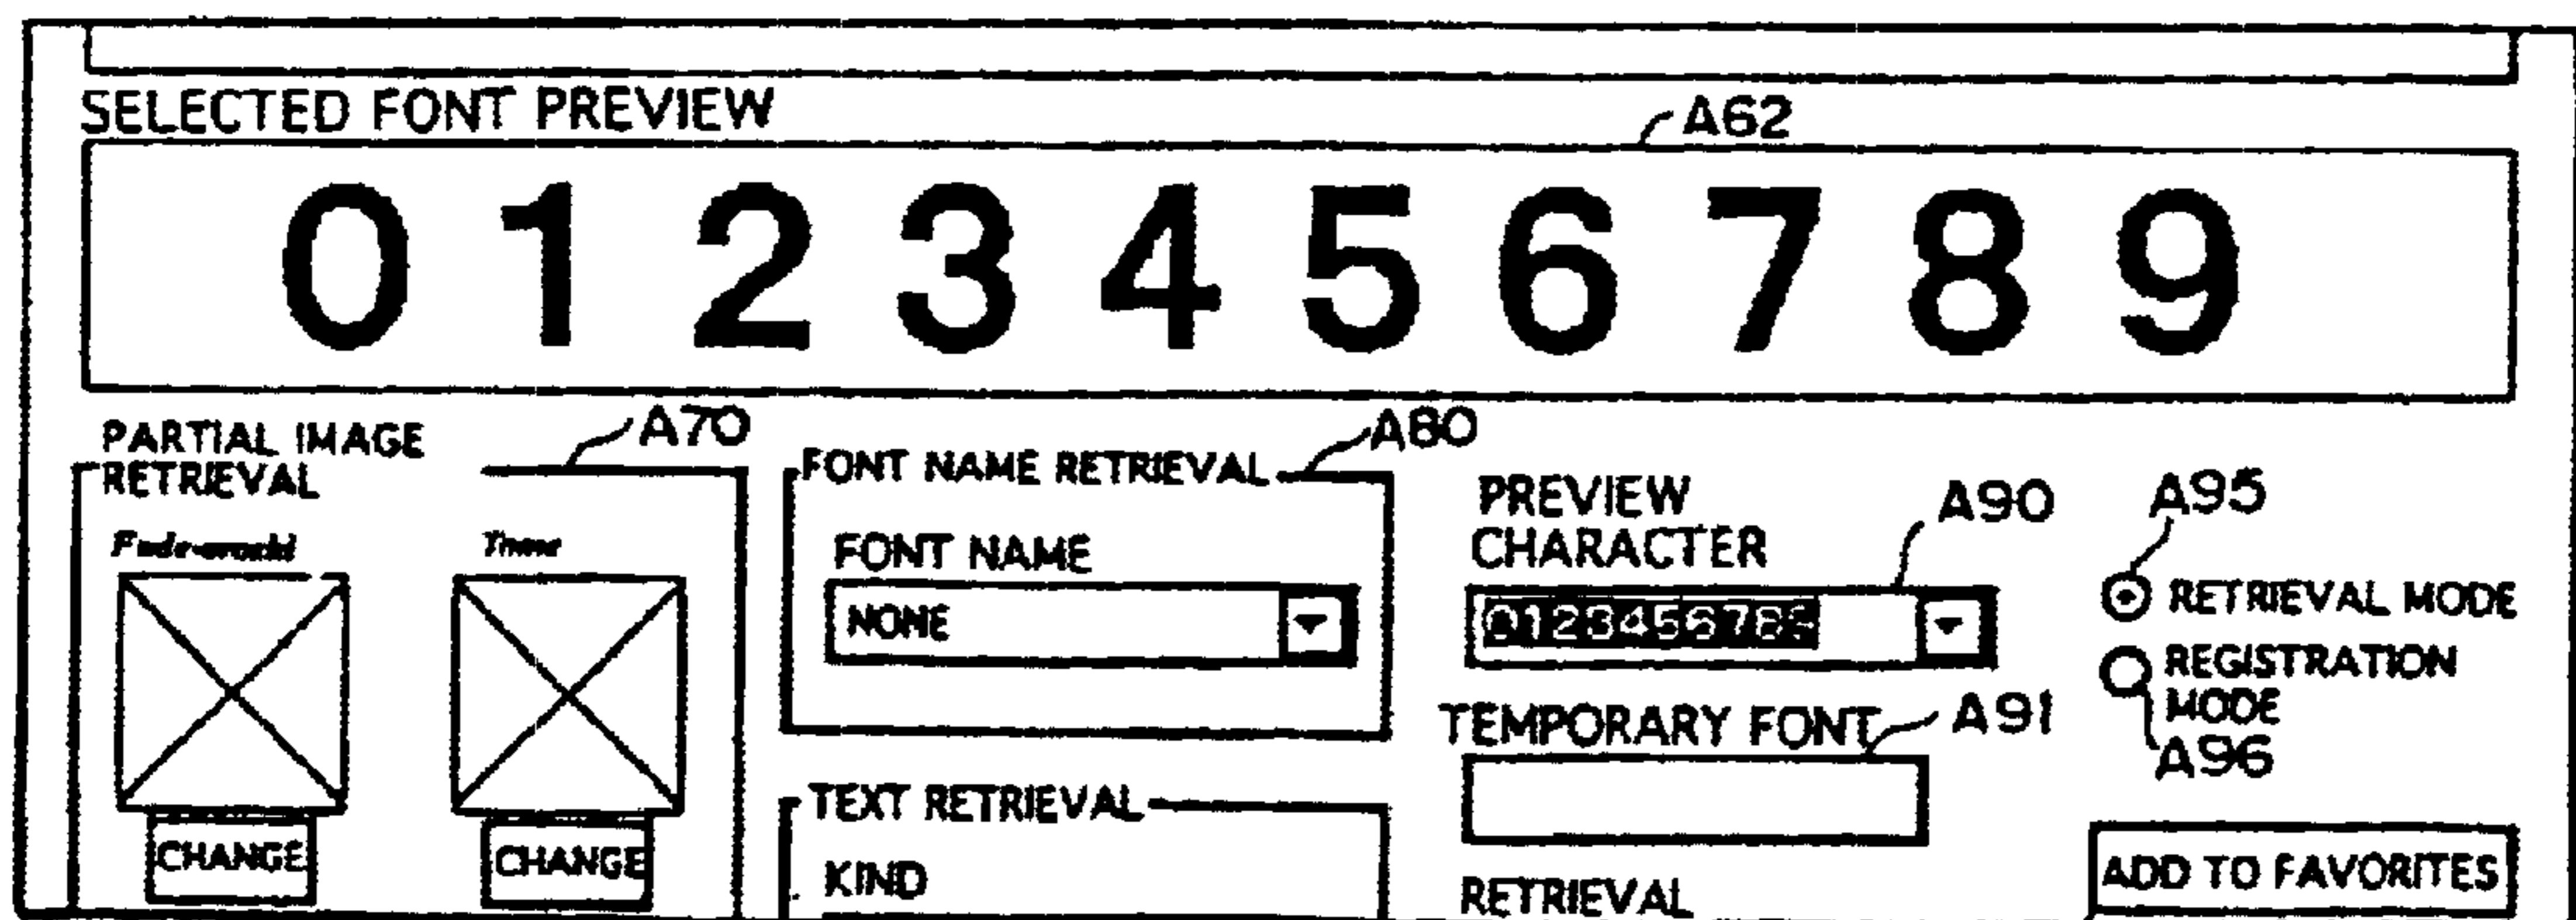 SELECTED FONT PREVIEW
A62
0 1 2 3 4 5 6 7 8 9
PARTIAL IMAGE
RETRIEVAL
A70
CHANGE
CHANGE
FONT NAME RETRIEVAL
A80
FONT NAME
NONE
TEXT RETRIEVAL
KIND
PREVIEW
CHARACTER
A90
0123456789
TEMPORARY FONT
A91
RETRIEVAL
A95
RETRIEVAL MODE
REGISTRATION
MODE
A96
ADD TO FAVORITES